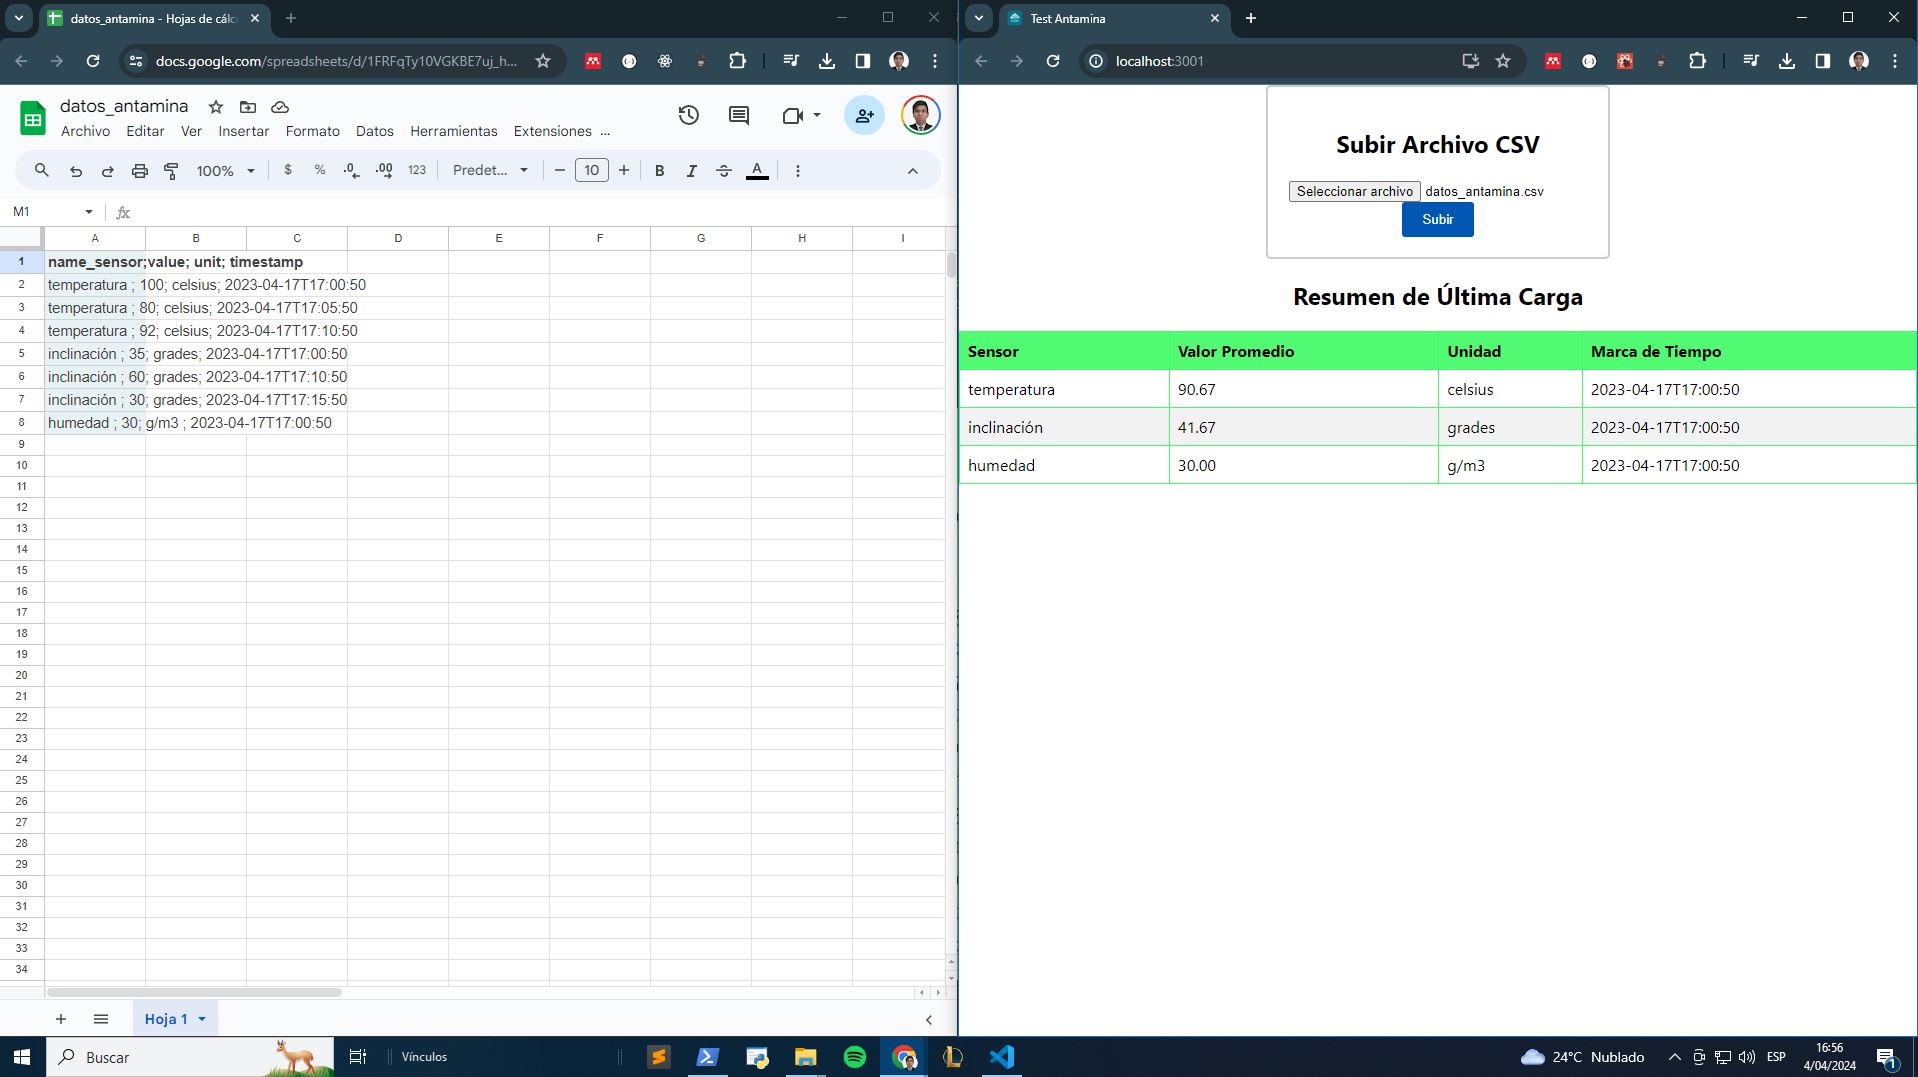 datos_antamina - Hojas de cálc
docs.google.com/spreadsheets/d/1FRFqTy10VGKBE7uj_h...
datos_antamina
Archivo Editar Ver Insertar Formato Datos Herramientas Extensiones ...
100% $ % .0 .00 123 Predet... 10 B I A
M1 fx
A B C D E F G H I
1 name_sensor;value; unit; timestamp
2 temperatura ; 100; celsius; 2023-04-17T17:00:50
3 temperatura ; 80; celsius; 2023-04-17T17:05:50
4 temperatura ; 92; celsius; 2023-04-17T17:10:50
5 inclinación ; 35; grades; 2023-04-17T17:00:50
6 inclinación ; 60; grades; 2023-04-17T17:10:50
7 inclinación ; 30; grades; 2023-04-17T17:15:50
8 humedad ; 30; g/m3 ; 2023-04-17T17:00:50
9
10
11
12
13
14
15
16
17
18
19
20
21
22
23
24
25
26
27
28
29
30
31
32
33
34
Hoja 1
Test Antamina
localhost:3001
Subir Archivo CSV
Seleccionar archivo datos_antamina.csv
Subir
Resumen de Última Carga
Sensor Valor Promedio Unidad Marca de Tiempo
temperatura 90.67 celsius 2023-04-17T17:00:50
inclinación 41.67 grades 2023-04-17T17:00:50
humedad 30.00 g/m3 2023-04-17T17:00:50
Buscar Vínculos 24°C Nublado ESP 16:56
4/04/2024 1